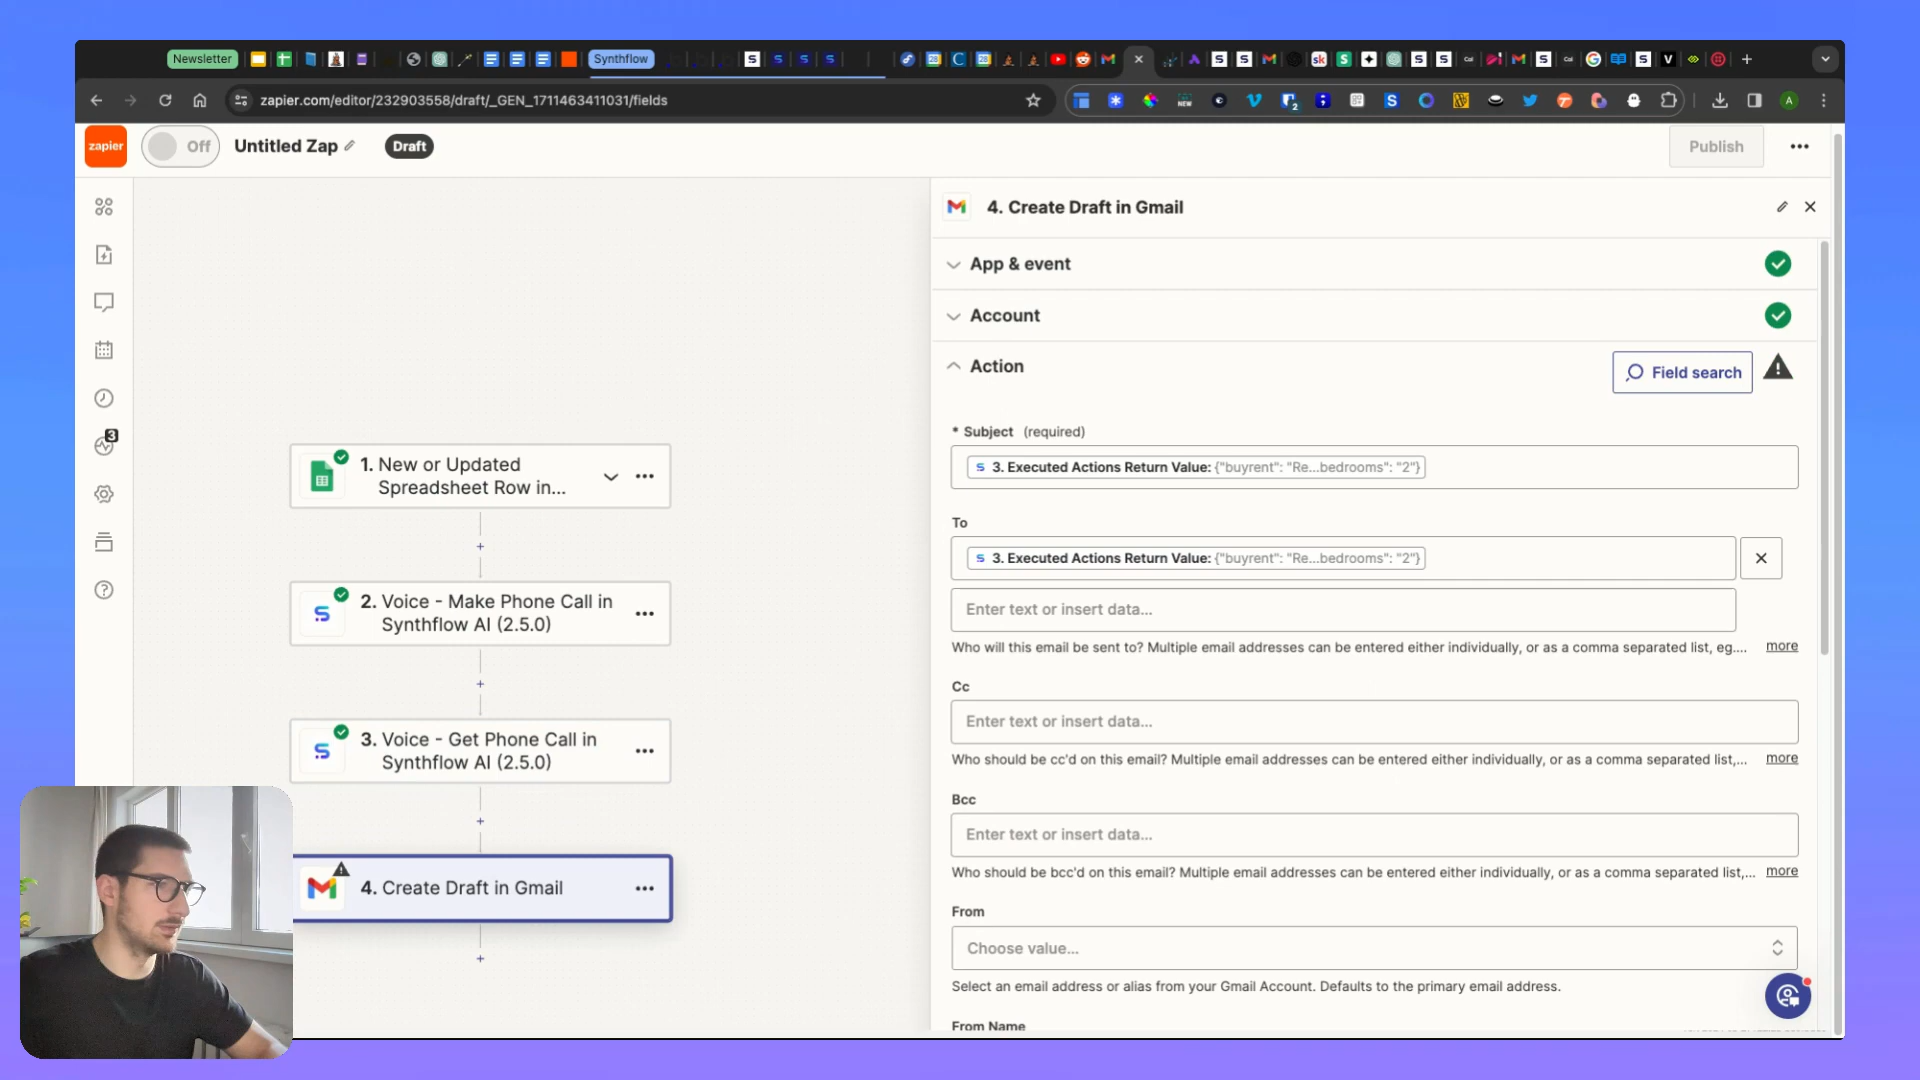 Newsletter
Synthflow
zapier.com/editor/232903558/draft/_GEN_1711463411031/fields
zapier
Off
Untitled Zap
Draft
Publish
4. Create Draft in Gmail
App & event
Account
Action
Field search
* Subject (required)
3. Executed Actions Return Value: {"buyrent": "Re...bedrooms": "2"}
To
3. Executed Actions Return Value: {"buyrent": "Re...bedrooms": "2"}
Enter text or insert data...
Who will this email be sent to? Multiple email addresses can be entered either individually, or as a comma separated list, eg.... more
Cc
Enter text or insert data...
Who should be cc'd on this email? Multiple email addresses can be entered either individually, or as a comma separated list,... more
Bcc
Enter text or insert data...
Who should be bcc'd on this email? Multiple email addresses can be entered either individually, or as a comma separated list,... more
From
Choose value...
Select an email address or alias from your Gmail Account. Defaults to the primary email address.
From Name
3
1. New or Updated
Spreadsheet Row in...
2. Voice - Make Phone Call in
Synthflow AI (2.5.0)
3. Voice - Get Phone Call in
Synthflow AI (2.5.0)
4. Create Draft in Gmail